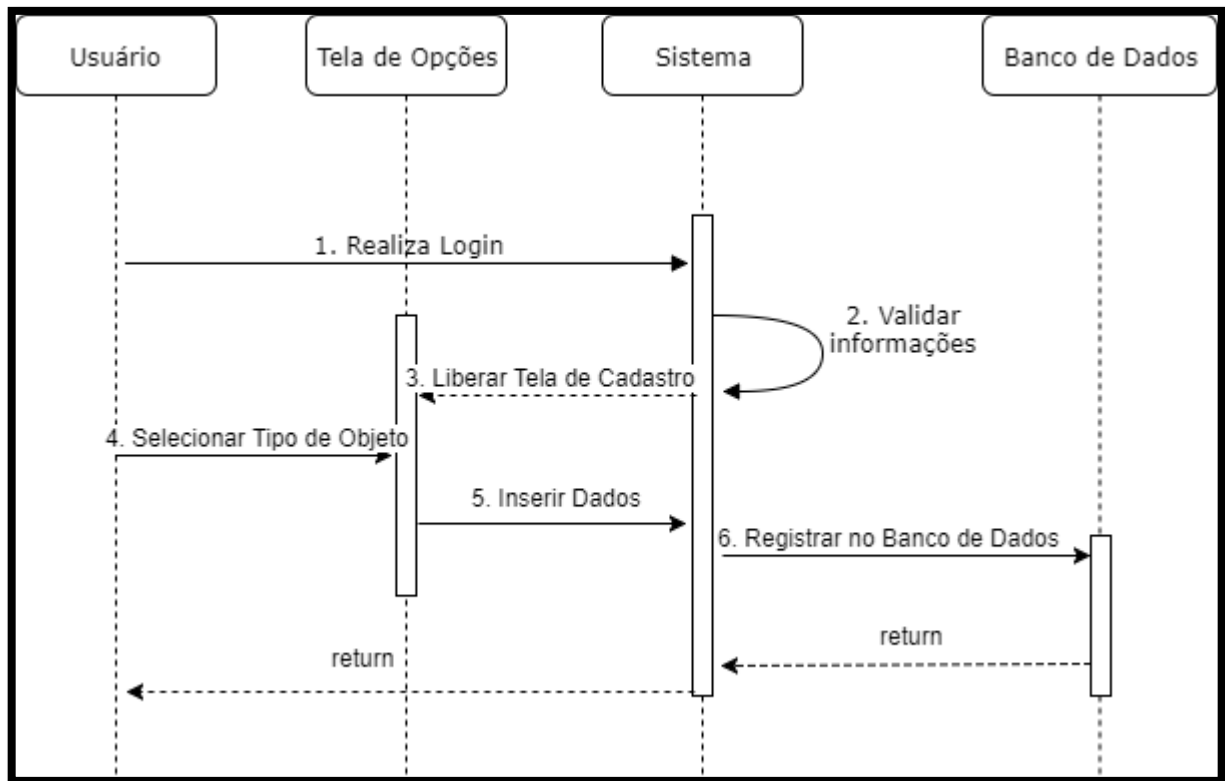 Usuário
Tela de Opções
Sistema
Banco de Dados
1. Realiza Login
2. Validar
informações
3. Liberar Tela de Cadastro
4. Selecionar Tipo de Objeto
5. Inserir Dados
6. Registrar no Banco de Dados
return
return